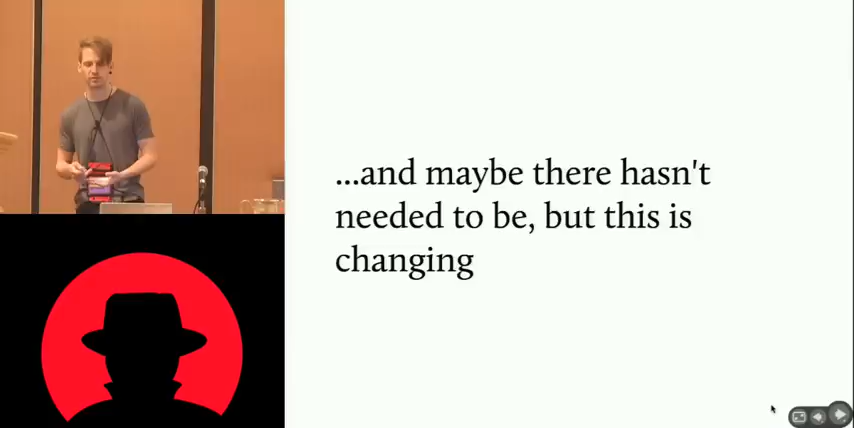 ...and maybe there hasn't
needed to be, but this is
changing